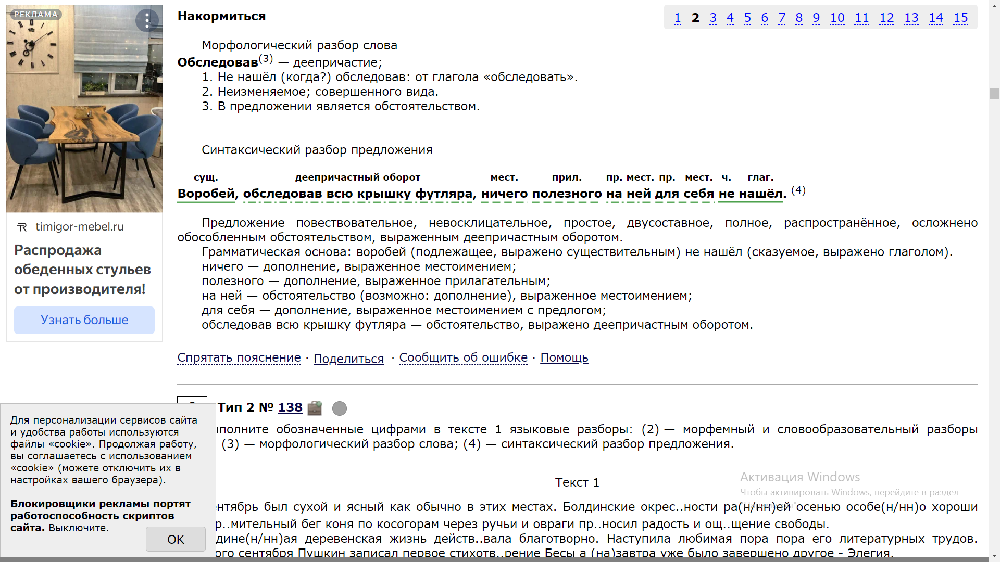 РЕКЛАМА
timigor-mebel.ru
Распродажа
обеденных стульев
от производителя!
Узнать больше
Накормиться
1 2 3 4 5 6 7 8 9 10 11 12 13 14 15
Морфологический разбор слова
Обследовав(3) — деепричастие;
1. Не нашёл (когда?) обследовав: от глагола «обследовать».
2. Неизменяемое; совершенного вида.
3. В предложении является обстоятельством.
Синтаксический разбор предложения
сущ. деепричастный оборот мест. прил. пр. мест. пр. мест. ч. глаг.
Воробей, обследовав всю крышку футляра, ничего полезного на ней для себя не нашёл. (4)
Предложение повествовательное, невосклицательное, простое, двусоставное, полное, распространённое, осложнено
обособленным обстоятельством, выраженным деепричастным оборотом.
Грамматическая основа: воробей (подлежащее, выражено существительным) не нашёл (сказуемое, выражено глаголом).
ничего — дополнение, выраженное местоимением;
полезного — дополнение, выраженное прилагательным;
на ней — обстоятельство (возможно: дополнение), выраженное местоимением;
для себя — дополнение, выраженное местоимением с предлогом;
обследовав всю крышку футляра — обстоятельство, выражено деепричастным оборотом.
Спрятать пояснение · Поделиться · Сообщить об ошибке · Помощь
Тип 2 № 138
полните обозначенные цифрами в тексте 1 языковые разборы: (2) — морфемный и словообразовательный разборы
(3) — морфологический разбор слова; (4) — синтаксический разбор предложения.
Текст 1
нтябрь был сухой и ясный как обычно в этих местах. Болдинские окрес..ности ра(н/нн)ей осенью особе(н/нн)о хороши
р..мительный бег коня по косогорам через ручьи и овраги пр..носил радость и ощ..щение свободы.
дине(н/нн)ая деревенская жизнь действ..вала благотворно. Наступила любимая пора пора его литературных трудов.
ого сентября Пушкин записал первое стихотв..рение Бесы а (на)завтра уже было завершено другое - Элегия.
Для персонализации сервисов сайта
и удобства работы используются
файлы «cookie». Продолжая работу,
вы соглашаетесь с использованием
«cookie» (можете отключить их в
настройках вашего браузера).
Блокировщики рекламы портят
работоспособность скриптов
сайта. Выключите.
OK
Активация Windows
Чтобы активировать Windows, перейдите в раздел
"Параметры"